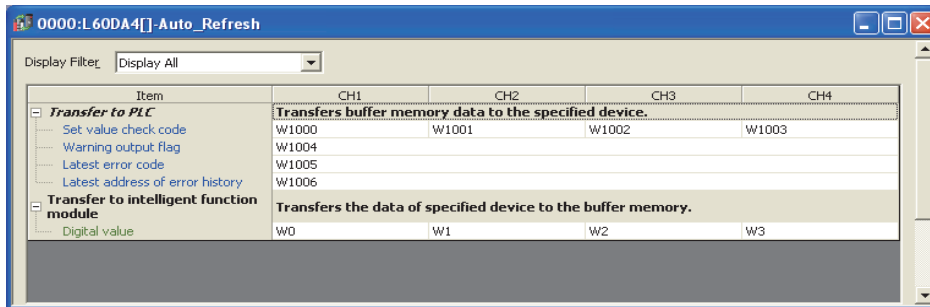 0000:L60DA4[]-Auto_Refresh
Display Filter Display All
Item CH1 CH2 CH3 CH4
Transfer to PLC Transfers buffer memory data to the specified device.
Set value check code W1000 W1001 W1002 W1003
Warning output flag W1004
Latest error code W1005
Latest address of error history W1006
Transfer to intelligent function
module Transfers the data of specified device to the buffer memory.
Digital value W0 W1 W2 W3